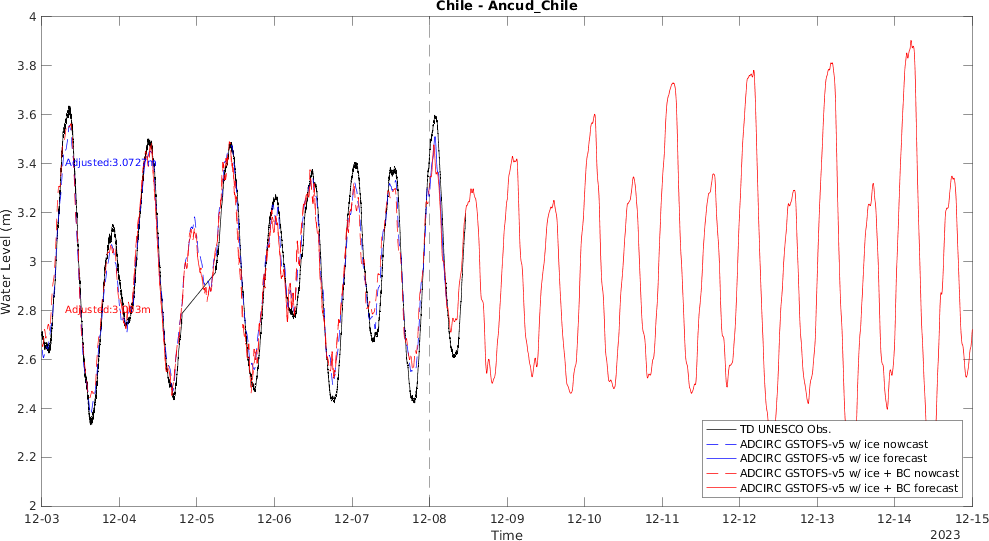 Chile - Ancud_Chile
4
3.8
3.6
3.4
3.2
3
2.8
2.6
2.4
2.2
2
Water Level (m)
Adjusted:3.072
TD UNESCO Obs.
ADCIRC GSTOFS-v5 w/ ice nowcast
ADCIRC GSTOFS-v5 w/ ice forecast
ADCIRC GSTOFS-v5 w/ ice + BC nowcast
ADCIRC GSTOFS-v5 w/ ice + BC forecast
12-03 12-04 12-05 12-06 12-07 12-08 12-09 12-10 12-11 12-12 12-13 12-14 12-15
Time
2023